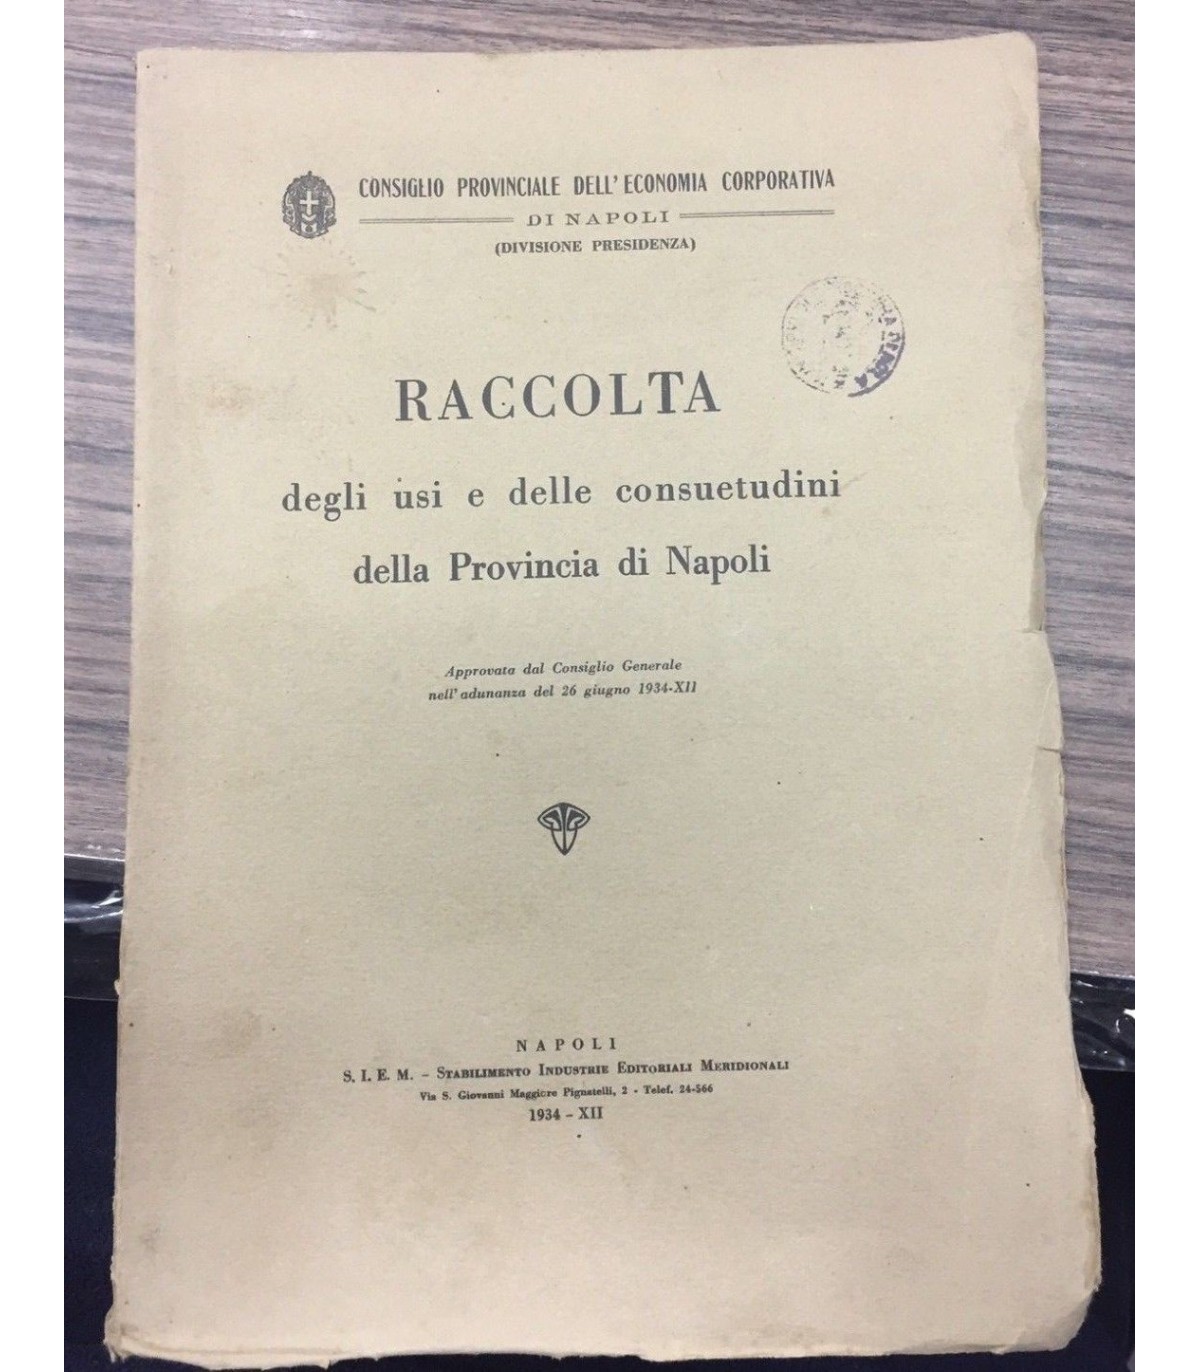 CONSIGLIO PROVINCIALE DELL'ECONOMIA CORPORATIVA
DI NAPOLI
(DIVISIONE PRESIDENZA)
RACCOLTA
degli usi e delle consuetudini
della Provincia di Napoli
Approvata dal Consiglio Generale
nell'adunanza del 26 giugno 1934-XII
NAPOLI
S. I. E. M. - STABILIMENTO INDUSTRIE EDITORIALI MERIDIONALI
Via S. Giovanni Maggiore Pignatelli, 2 - Telef. 24-566
1934 - XII